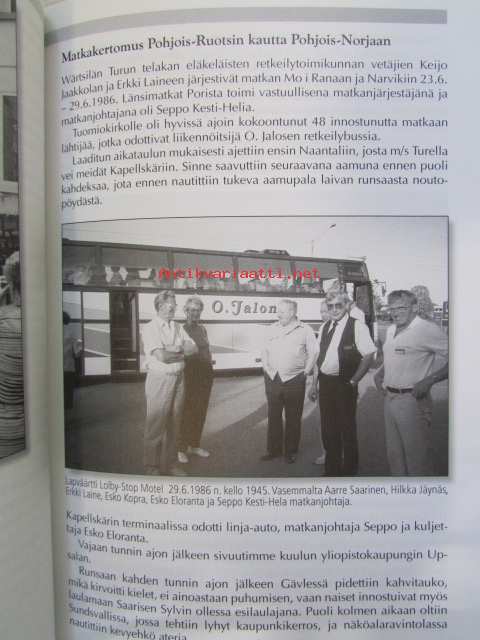 Matkakertomus Pohjois-Ruotsin kautta Pohjois-Norjaan
Wärtsilän Turun telakan eläkeläisten retkeilytoimikunnan vetäjien Keijo
Jaakkolan ja Erkki Laineen järjestivät matkan Mo i Ranaan ja Narvikiin 23.6.
– 29.6.1986. Länsimatkat Porista toimi vastuullisena matkanjärjestäjänä ja
matkanjohtajana oli Seppo Kesti-Helia.
Tuomiokirkolle oli hyvissä ajoin kokoontunut 48 innostunutta matkaan
lähtijää, jotka odottivat liikennöitsijä O. Jalosen retkeilybussia.
Laaditun aikataulun mukaisesti ajettiin ensin Naantaliin, josta m/s Turella
vei meidät Kapellskäriin. Sinne saavuttiin seuraavana aamuna ennen puoli
kahdeksaa, jota ennen nautittiin tukeva aamupala laivan runsaasta nouto-
pöydästä.
Antikvariaatti.net
O. Jalon
Lapväärtti Lolby-Stop Motel 29.6.1986 n. kello 1945. Vasemmalta Aarre Saarinen, Hilkka Jäynäs,
Erkki Laine, Esko Kopra, Esko Eloranta ja Seppo Kesti-Hela matkanjohtaja.
Kapellskärin terminaalissa odotti linja-auto, matkanjohtaja Seppo ja kuljet-
taja Esko Eloranta.
Vajaan tunnin ajon jälkeen sivuutimme kuulun yliopistokaupungin Up-
salan.
Runsaan kahden tunnin ajon jälkeen Gävlessä pidettiin kahvitauko,
mikä kirvoitti kielet, ei ainoastaan puhumisen, vaan naiset innostuivat myös
laulamaan Saarisen Sylvin ollessa esilaulajana. Puoli kolmen aikaan oltiin
Sundsvallissa, jossa tehtiin lyhyt kaupunkikierros, ja näköalaravintolassa
nautittiin kevyehkö ateria